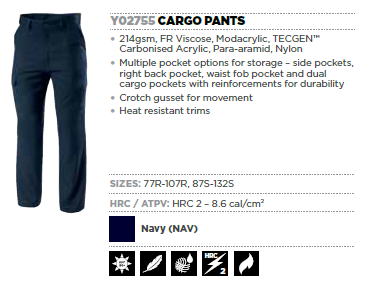 Y02755 CARGO PANTS
• 214gsm, FR Viscose, Modacrylic, TECGEN™
Carbonised Acrylic, Para-aramid, Nylon
• Multiple pocket options for storage – side pockets,
right back pocket, waist fob pocket and dual
cargo pockets with reinforcements for durability
• Crotch gusset for movement
• Heat resistant trims
SIZES: 77R-107R, 87S-132S
HRC / ATPV: HRC 2 – 8.6 cal/cm²
Navy (NAV)
UPF
50+
HRC
2